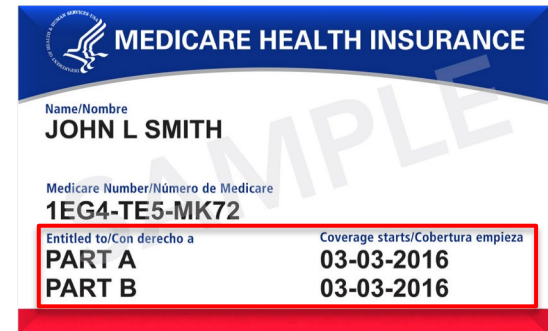 MEDICARE HEALTH INSURANCE
Name/Nombre
JOHN L SMITH
Medicare Number/Número de Medicare
1EG4-TE5-MK72
Entitled to/Con derecho a Coverage starts/Cobertura empieza
PART A 03-03-2016
PART B 03-03-2016
SAMPLE